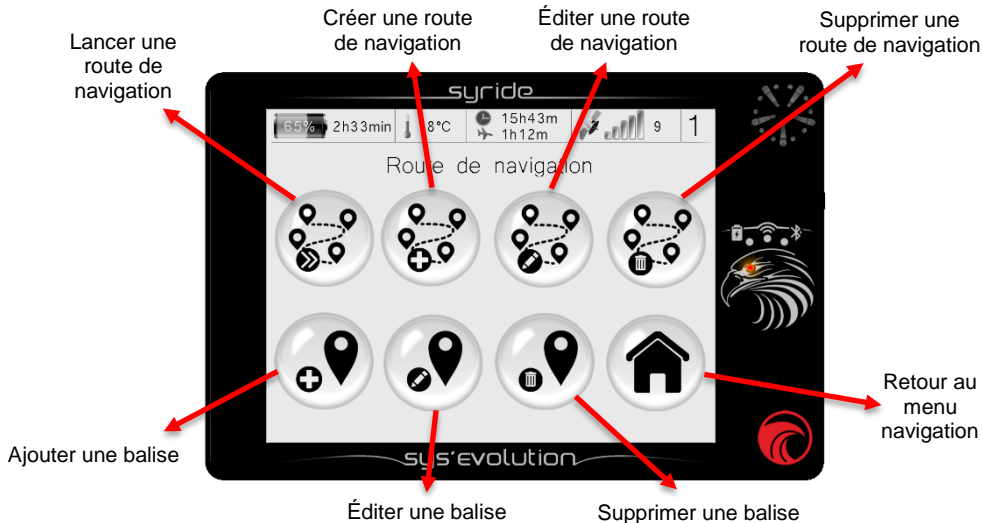 Créer une route
de navigation
Éditer une route
de navigation
Supprimer une
route de navigation
Lancer une
route de
navigation
syride
65% 2h33min 8°C 15h43m 1h12m 9 1
Route de navigation
Retour au
menu
navigation
Ajouter une balise
sys'evolution
Éditer une balise
Supprimer une balise